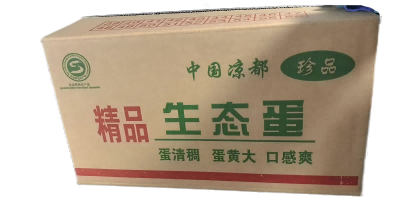 中国凉都 珍品
精品 生态蛋
蛋清稠 蛋黄大 口感爽